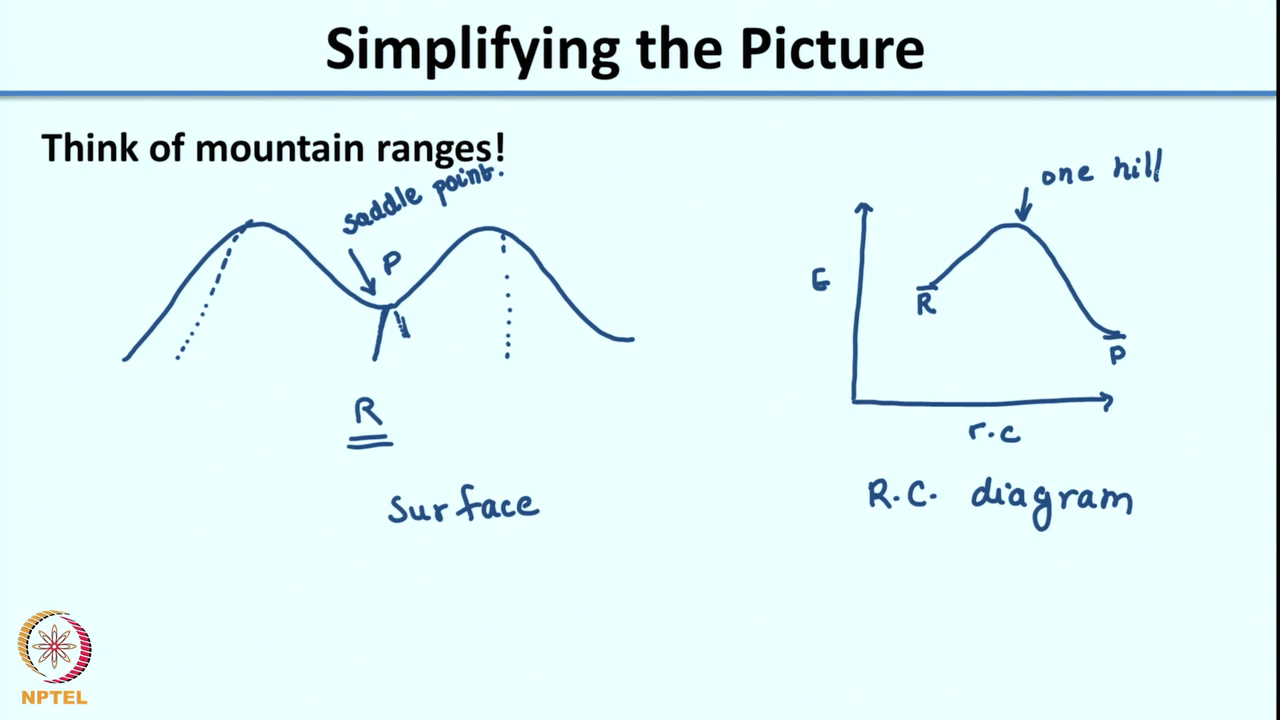 Simplifying the Picture
Think of mountain ranges!
saddle point.
P
R
surface
one hill
E
R
P
r.c
R.C. diagram
NPTEL